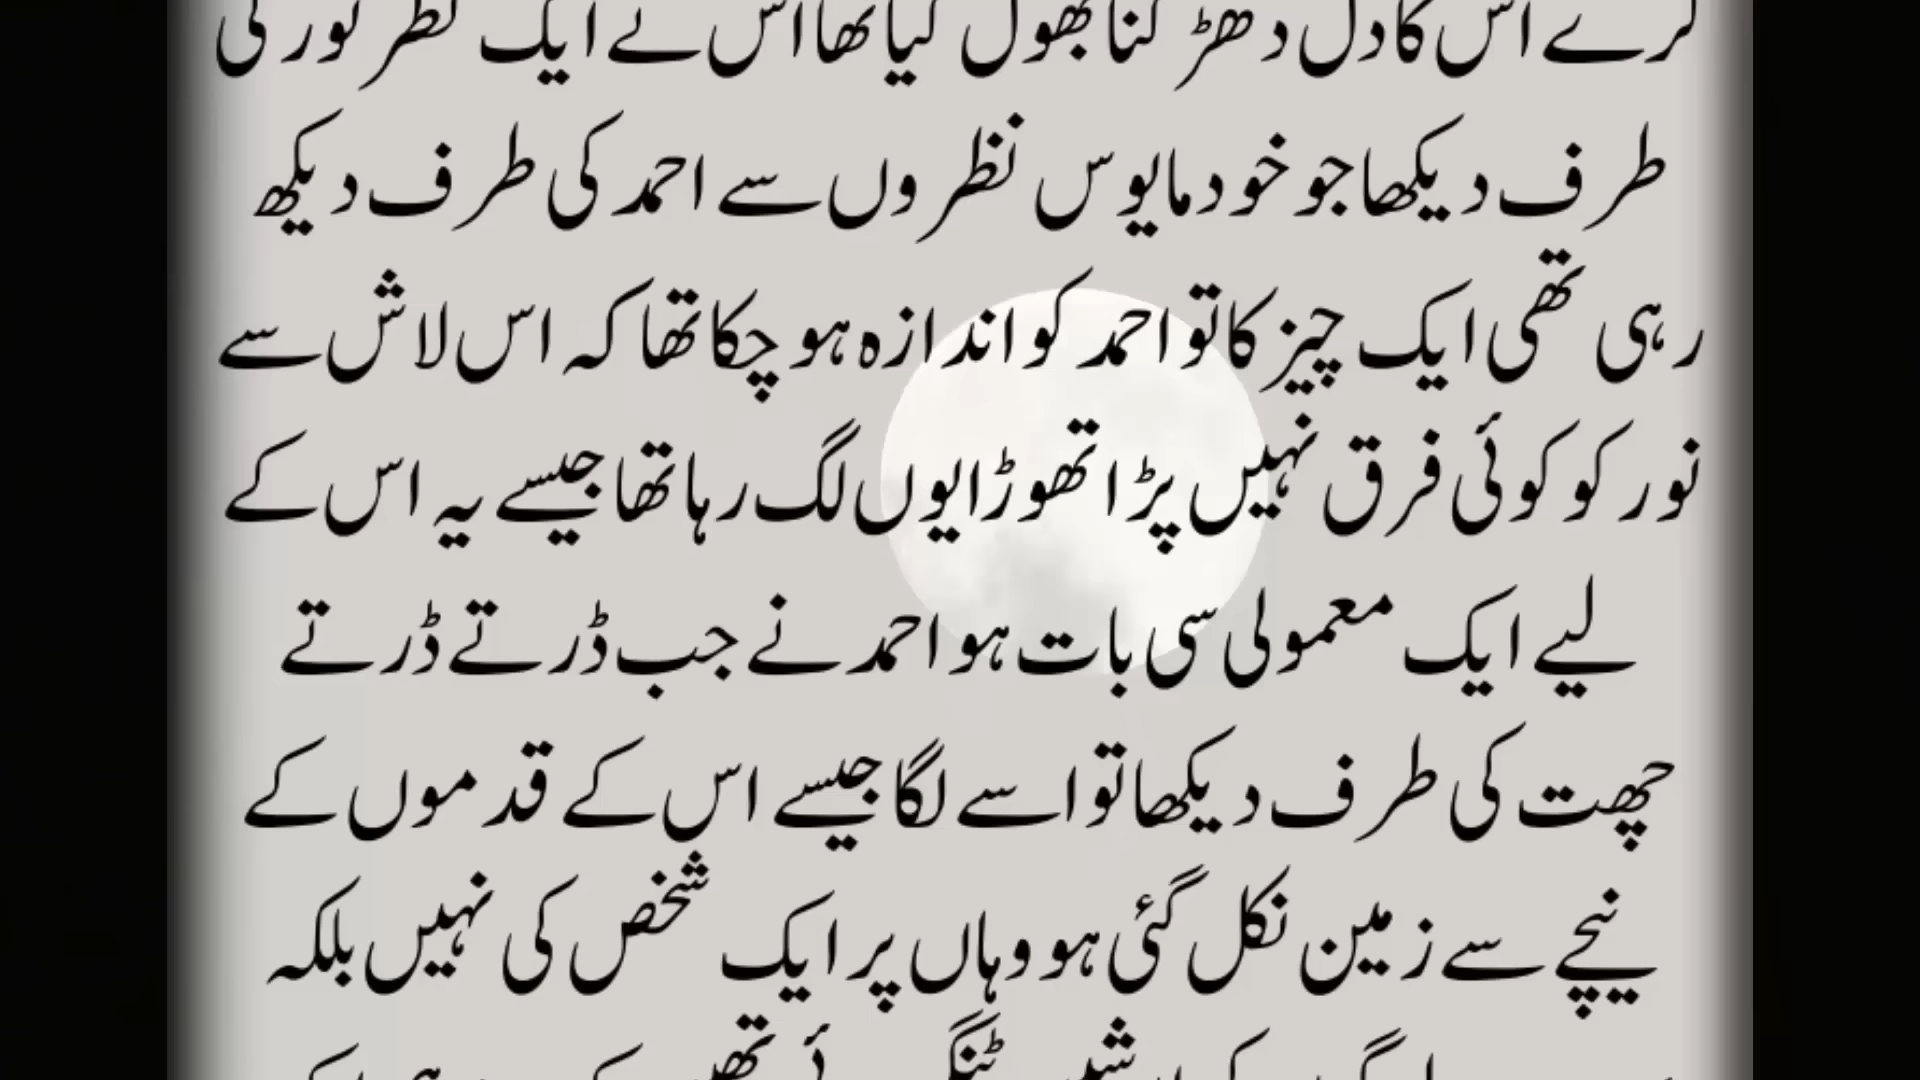 کرے اس کا دل دھڑکنا بھول گیا تھا اس نے ایک نظر نور کی
طرف دیکھا جو خود مایوس نظروں سے احمد کی طرف دیکھ
رہی تھی ایک چیز کا تو احمد کو اندازہ ہو چکا تھا کہ اس لاش سے
نور کو کوئی فرق نہیں پڑا تھوڑا یوں لگ رہا تھا جیسے یہ اس کے
لیے ایک معمولی سی بات ہو احمد نے جب ڈرتے ڈرتے
چھت کی طرف دیکھا تو اسے لگا جیسے اس کے قدموں کے
نیچے سے زمین نکل گئی ہو وہاں پر ایک شخص کی نہیں بلکہ